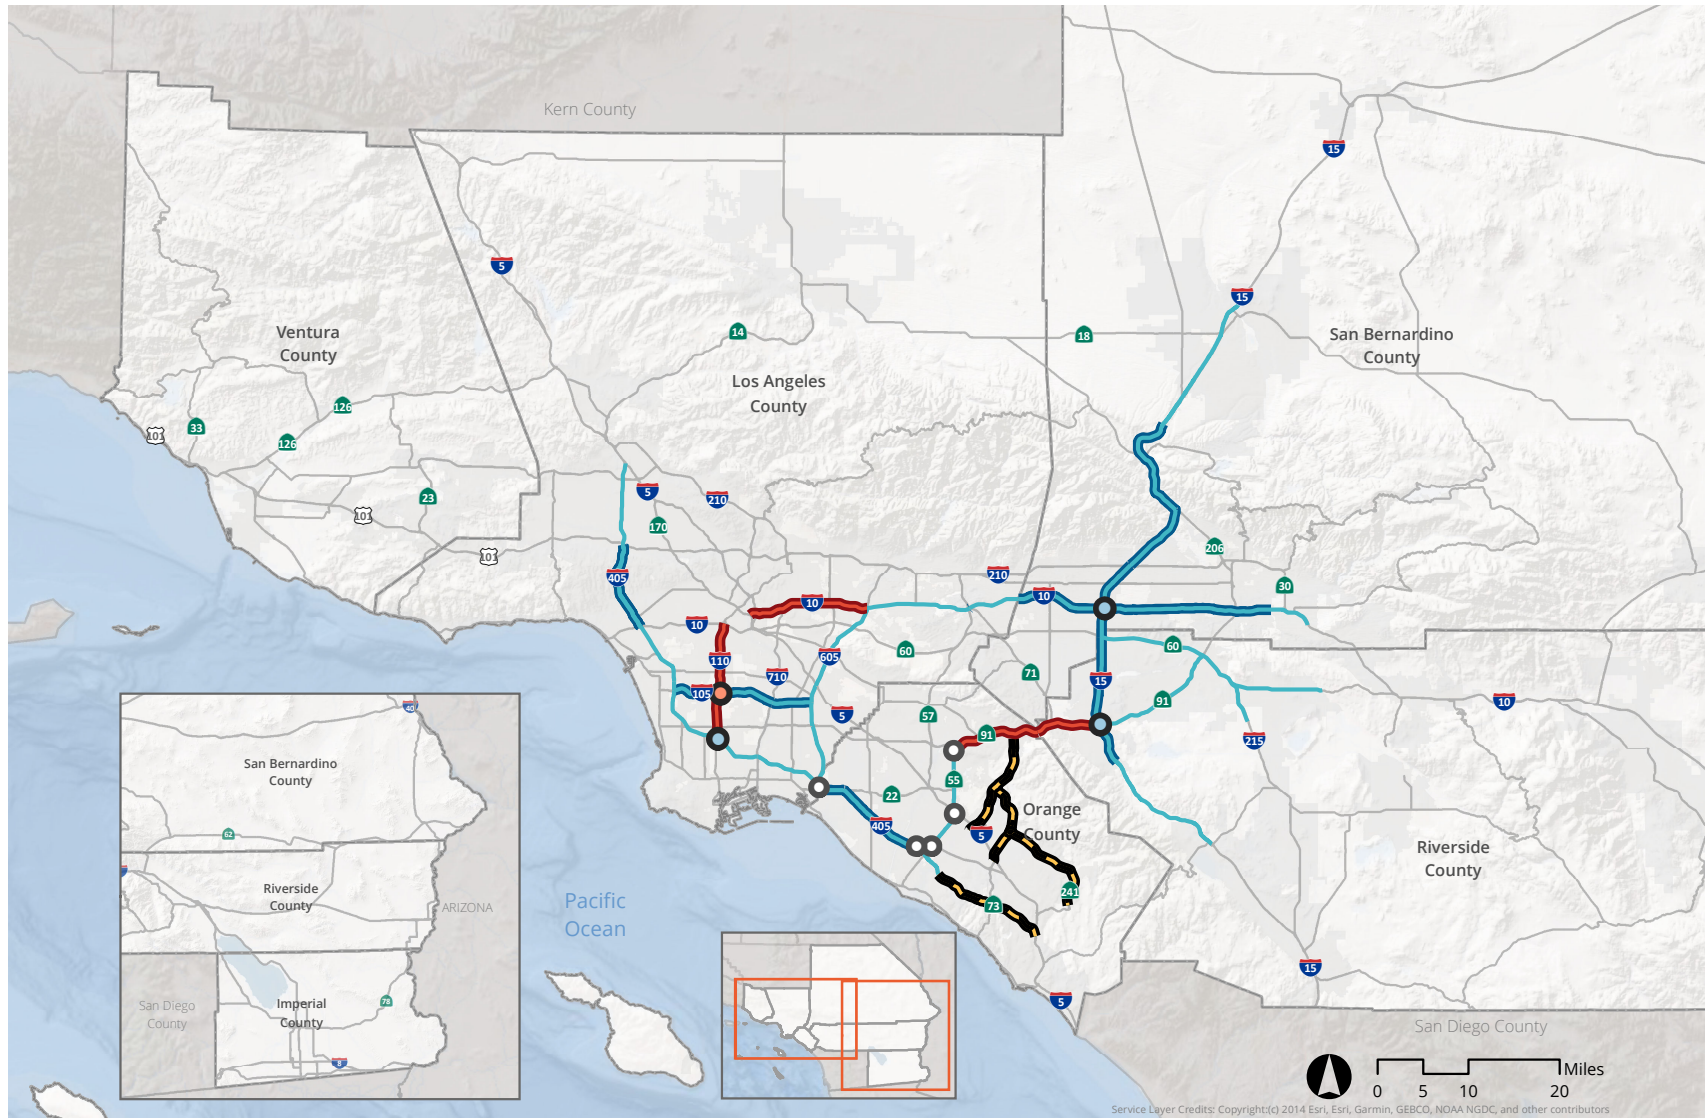 Kern County
15
5
15
14
18
Ventura
County
San Bernardino
County
Los Angeles
County
126
33
101
126
5
210
23
101
170
101
206
405
210
10
30
10
10
110
605
60
60
71
105
710
15
91
10
57
5
91
215
55
22
405
5
Orange
County
241
73
Riverside
County
15
5
San Diego County
Pacific
Ocean
40
San Bernardino
County
62
Riverside
County
ARIZONA
San Diego
County
Imperial
County
78
8
Miles
0 5 10 20
Service Layer Credits: Copyright:(c) 2014 Esri, Esri, Garmin, GEBCO, NOAA NGDC, and other contributors